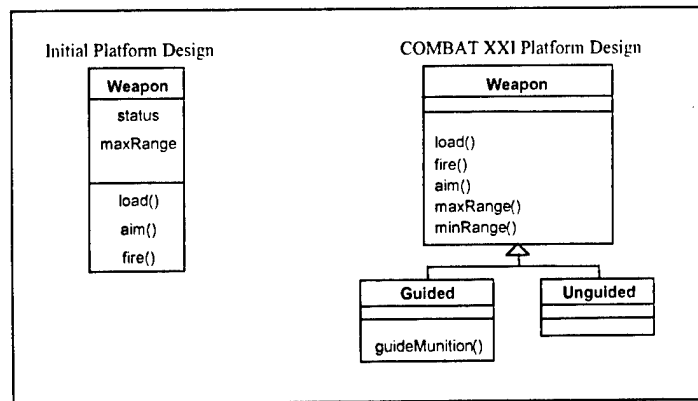 Initial Platform Design
Weapon
status
maxRange
load()
aim()
fire()
COMBAT XXI Platform Design
Weapon
load()
fire()
aim()
maxRange()
minRange()
Guided
guideMunition()
Unguided